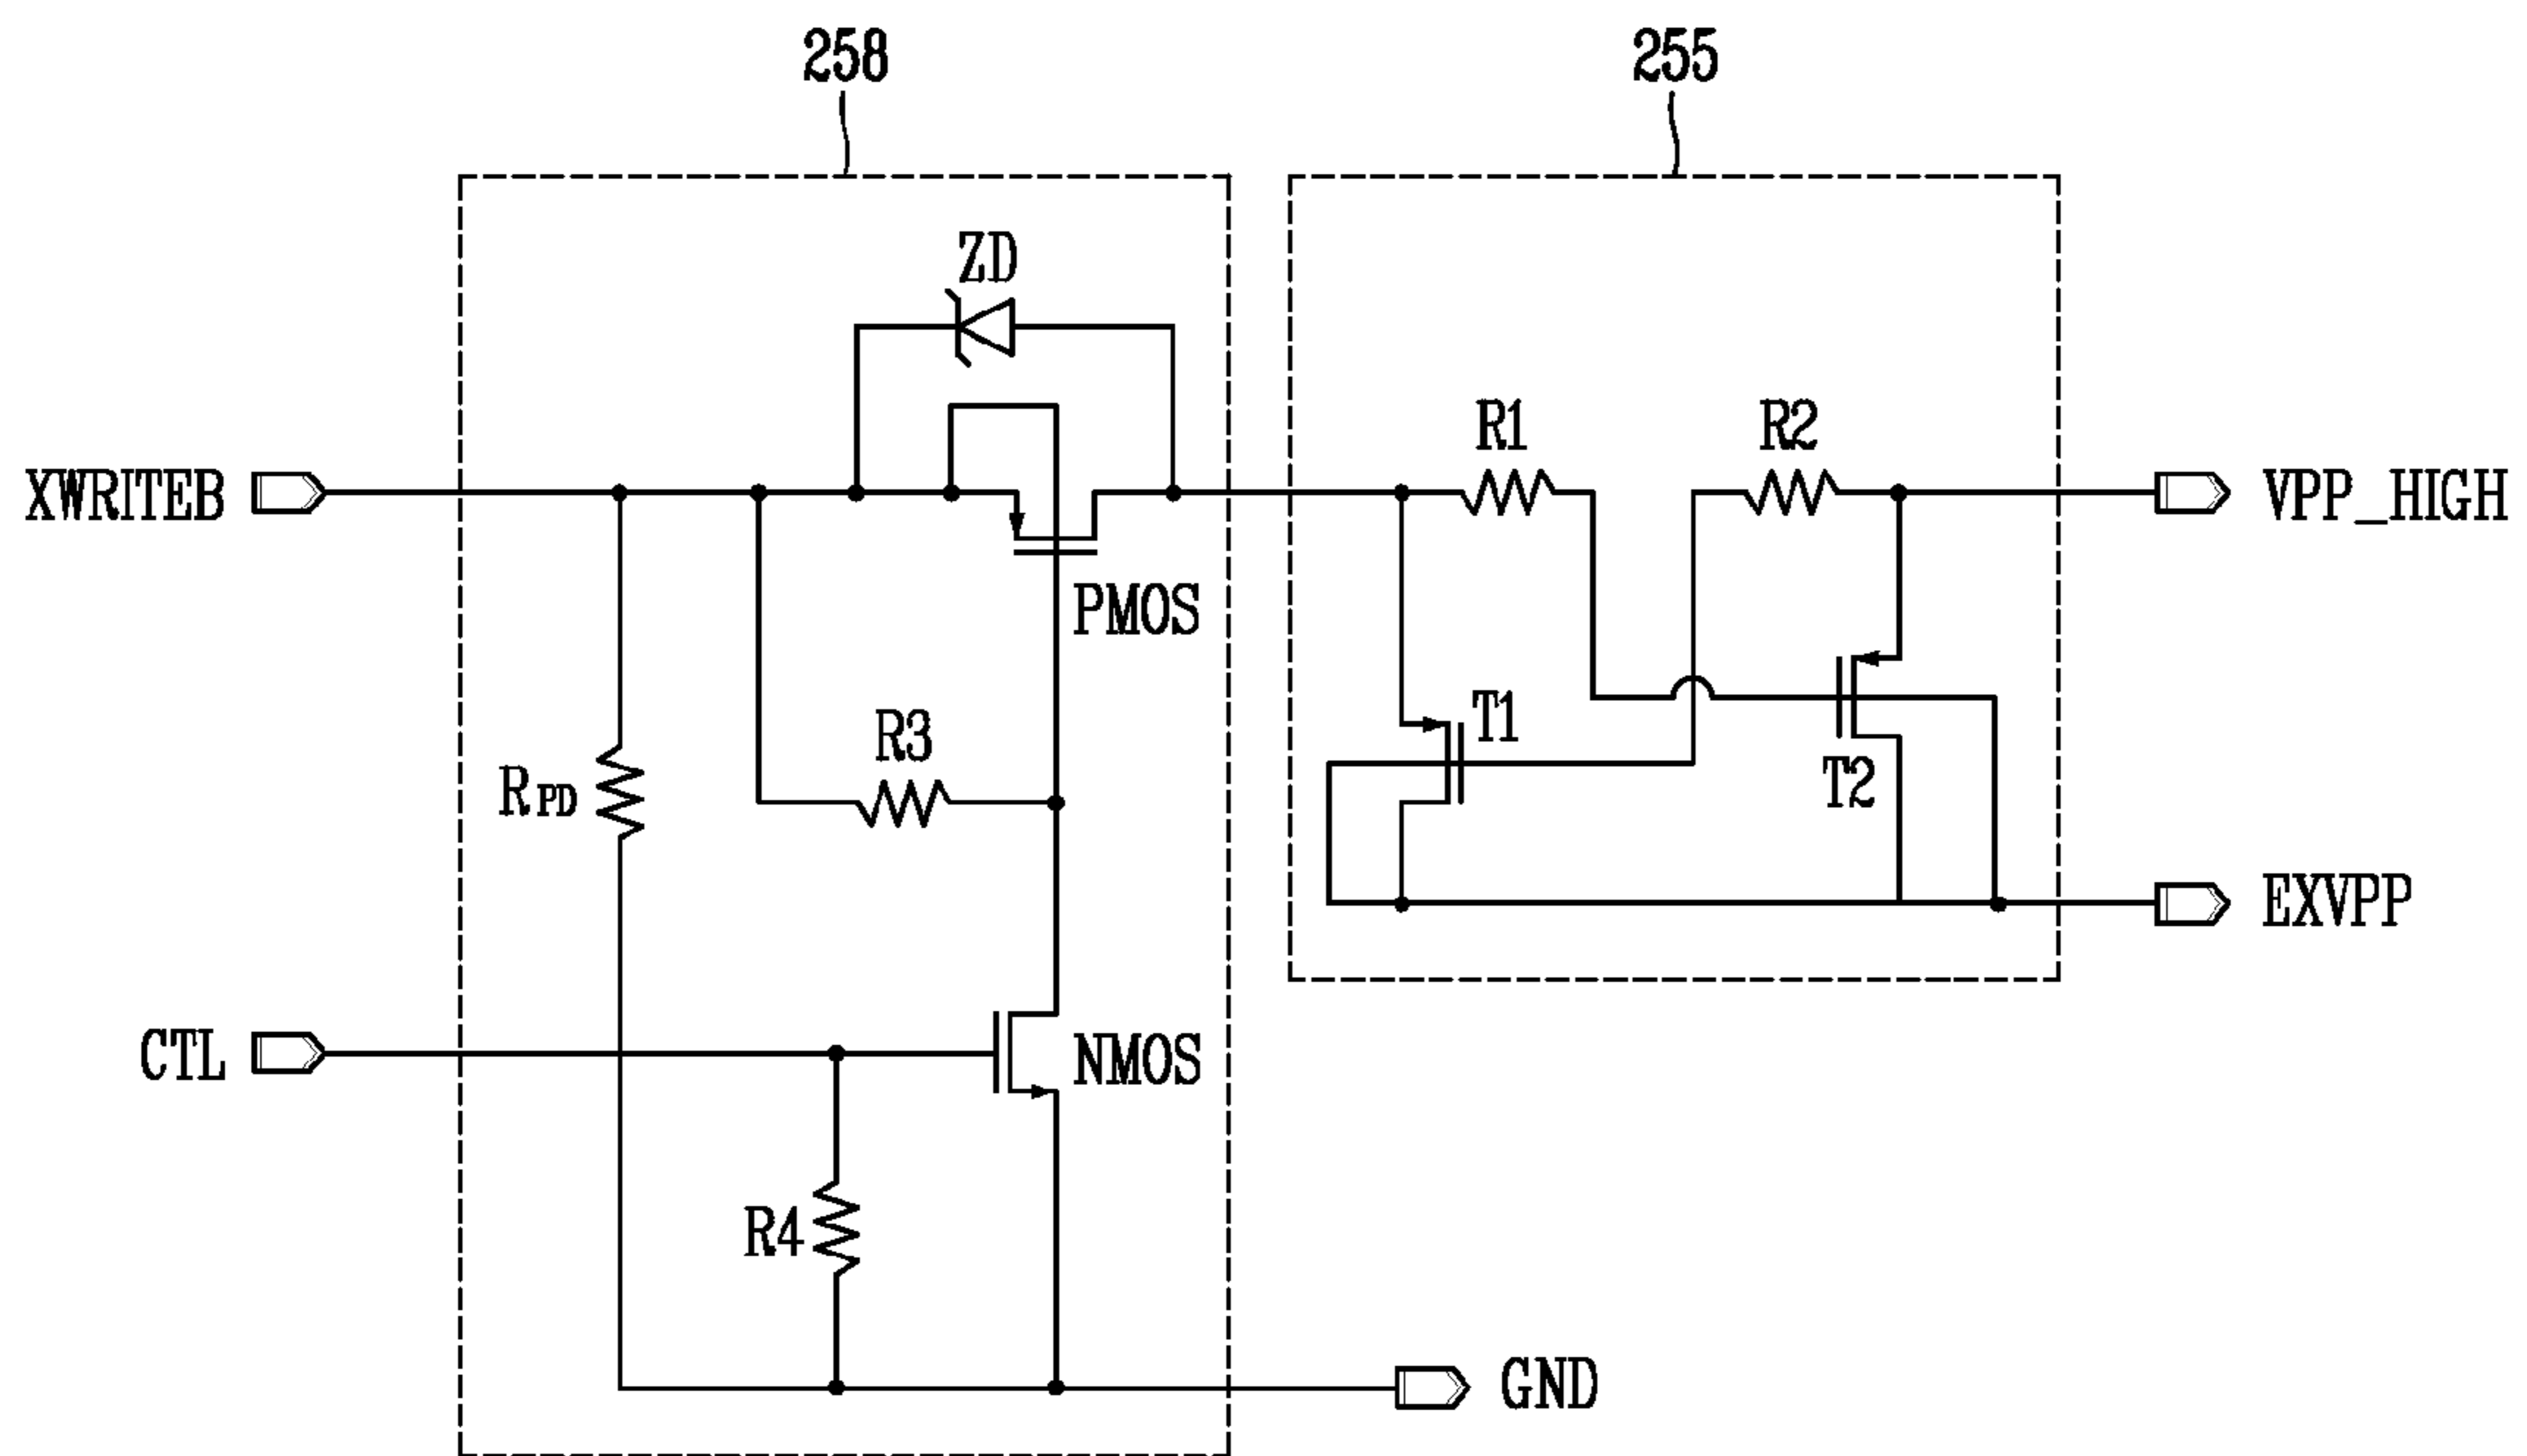 258
255
ZD
R1
R2
XWRITEB
VPP_HIGH
PMOS
T1
R3
T2
RPD
EXVPP
CTL
NMOS
R4
GND